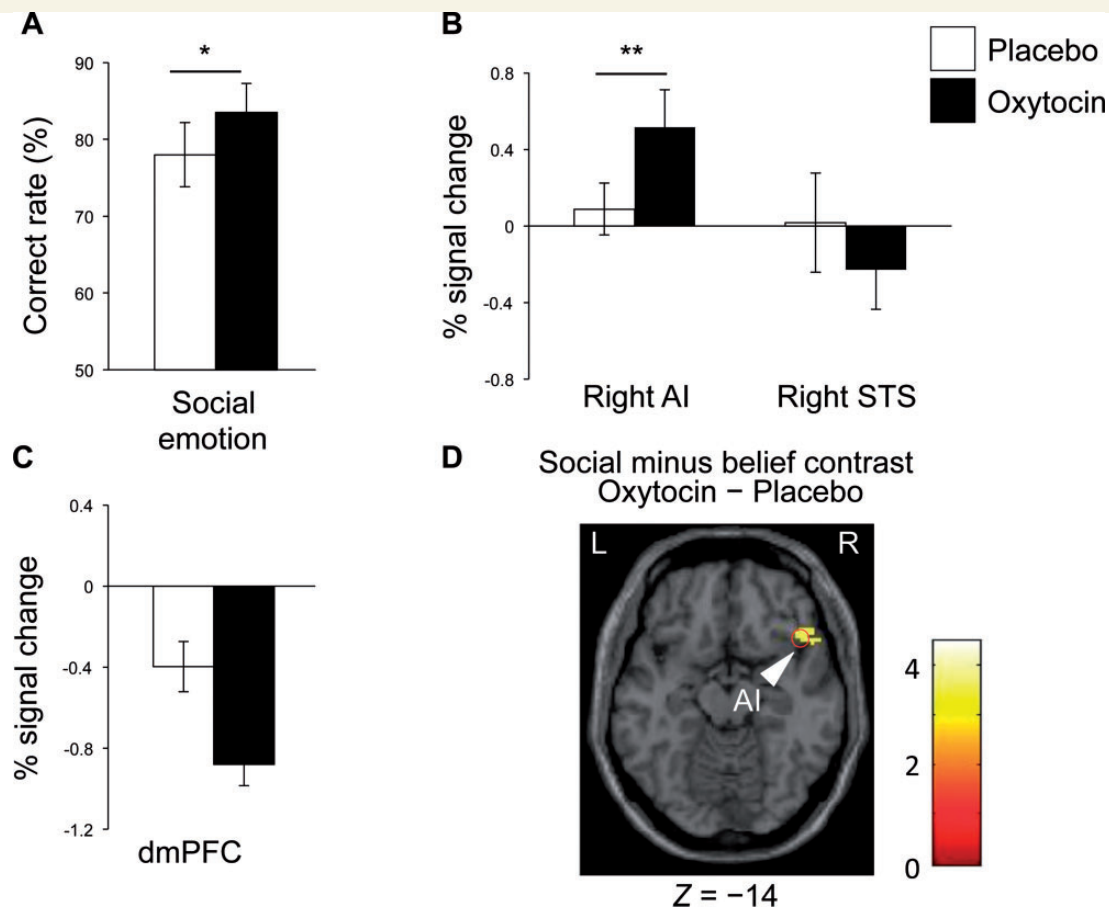 A
*
90
80
70
60
50
Correct rate (%)
Social
emotion
B
**
0.8
0.4
0
-0.4
-0.8
% signal change
Right AI
Right STS
Placebo
Oxytocin
C
0.4
0
-0.4
-0.8
-1.2
% signal change
dmPFC
D
Social minus belief contrast
Oxytocin − Placebo
L
R
AI
Z = −14
4
2
0